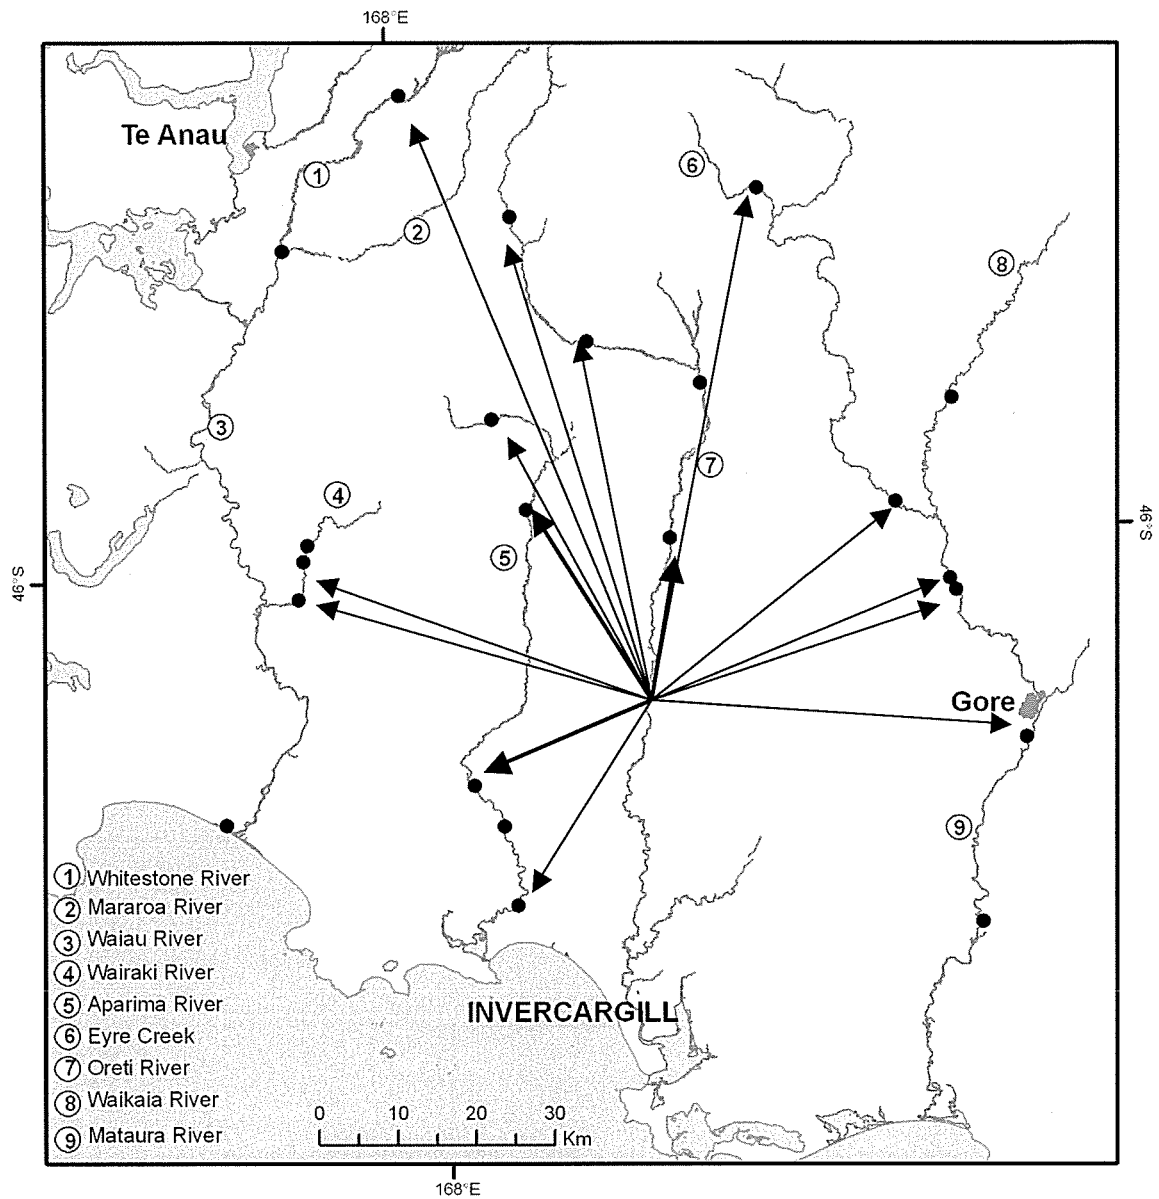 168°E
Te Anau
①
②
⑥
⑧
③
⑦
④
⑤
46°S
46°S
Gore
⑨
① Whitestone River
② Mararoa River
③ Waiau River
④ Wairaki River
⑤ Aparima River
⑥ Eyre Creek
⑦ Oreti River
⑧ Waikaia River
⑨ Mataura River
INVERCARGILL
0 10 20 30
Km
168°E